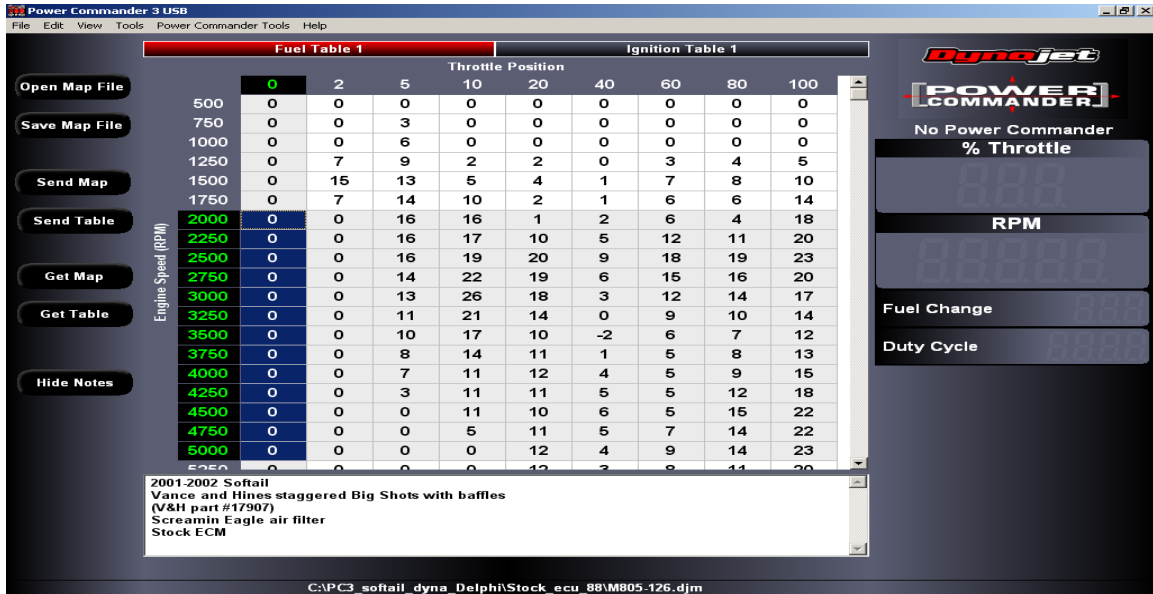 Power Commander 3 USB
File Edit View Tools Power Commander Tools Help
Fuel Table 1 Ignition Table 1
Throttle Position
0 2 5 10 20 40 60 80 100
Engine Speed (RPM)
500 0 0 0 0 0 0 0 0 0
750 0 0 3 0 0 0 0 0 0
1000 0 0 6 0 0 0 0 0 0
1250 0 7 9 2 2 0 3 4 5
1500 0 15 13 5 4 1 7 8 10
1750 0 7 14 10 2 1 6 6 14
2000 0 0 16 16 1 2 6 4 18
2250 0 0 16 17 10 5 12 11 20
2500 0 0 16 19 20 9 18 19 23
2750 0 0 14 22 19 6 15 16 20
3000 0 0 13 26 18 3 12 14 17
3250 0 0 11 21 14 0 9 10 14
3500 0 0 10 17 10 -2 6 7 12
3750 0 0 8 14 11 1 5 8 13
4000 0 0 7 11 12 4 5 9 15
4250 0 0 3 11 11 5 5 12 18
4500 0 0 0 11 10 6 5 15 22
4750 0 0 0 5 11 5 7 14 22
5000 0 0 0 0 12 4 9 14 23
5250 0 0 0 0 12 3 8 11 20
Open Map File
Save Map File
Send Map
Send Table
Get Map
Get Table
Hide Notes
Dynojet
POWER
COMMANDER
No Power Commander
% Throttle
RPM
Fuel Change
Duty Cycle
2001-2002 Softail
Vance and Hines staggered Big Shots with baffles
(V&H part #17907)
Screamin Eagle air filter
Stock ECM
C:\PC3_softail_dyna_Delphi\Stock_ecu_88\M805-126.djm